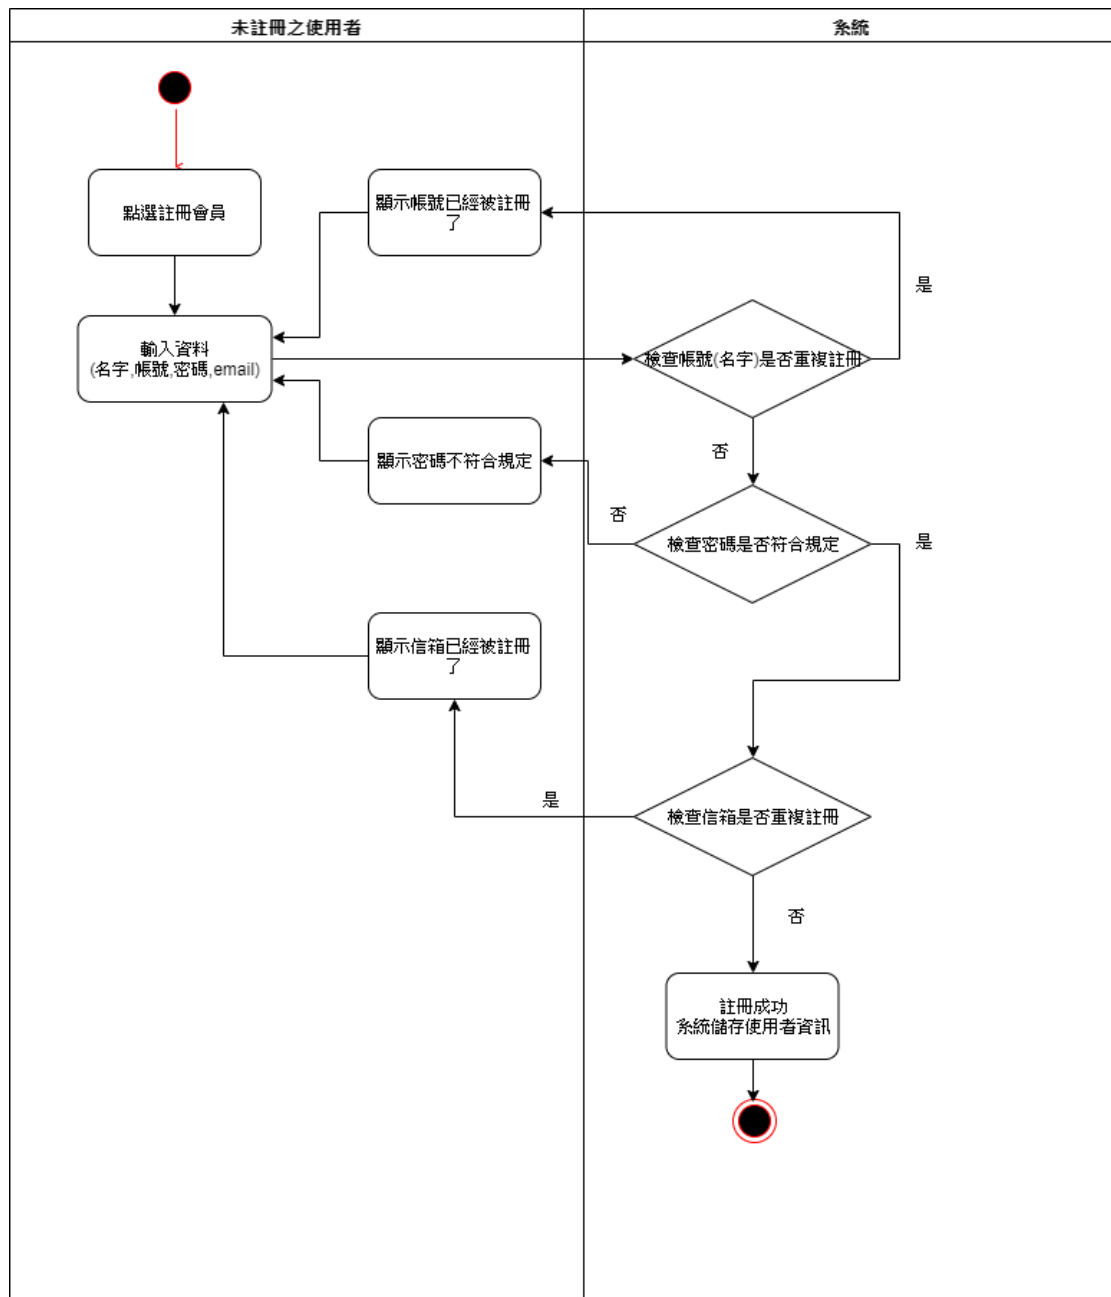 未註冊之使用者
系統
點選註冊會員
顯示帳號已經被註冊
了
是
輸入資料
(名字,帳號,密碼,email)
檢查帳號(名字)是否重複註冊
否
顯示密碼不符合規定
否
檢查密碼是否符合規定
是
顯示信箱已經被註冊
了
是
檢查信箱是否重複註冊
否
註冊成功
系統儲存使用者資訊